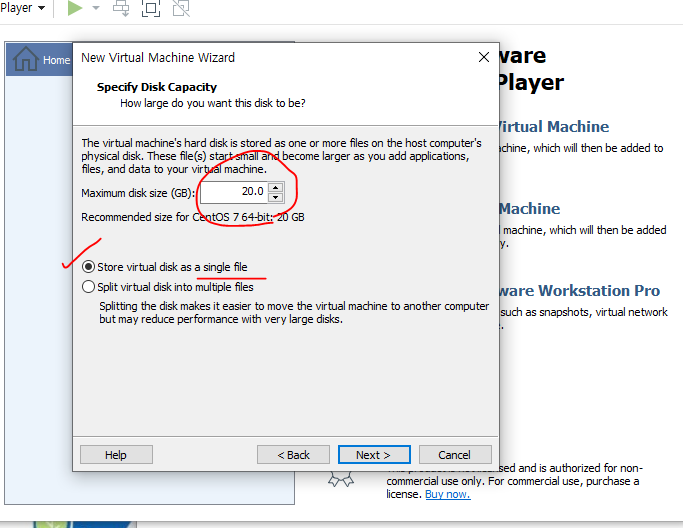 Player
Home
New Virtual Machine Wizard
Specify Disk Capacity
How large do you want this disk to be?
The virtual machine's hard disk is stored as one or more files on the host computer's
physical disk. These file(s) start small and become larger as you add applications,
files, and data to your virtual machine.
Maximum disk size (GB):
20.0
Recommended size for CentOS 7 64-bit: 20 GB
Store virtual disk as a single file
Split virtual disk into multiple files
Splitting the disk makes it easier to move the virtual machine to another computer
but may reduce performance with very large disks.
Help
< Back
Next >
Cancel
ware
Player
Virtual Machine
machine, which will then be added to
Machine
machine, which will then be added
y.
ware Workstation Pro
such as snapshots, virtual network
This product is not licensed and is authorized for non-
commercial use only. For commercial use, purchase a
license. Buy now.